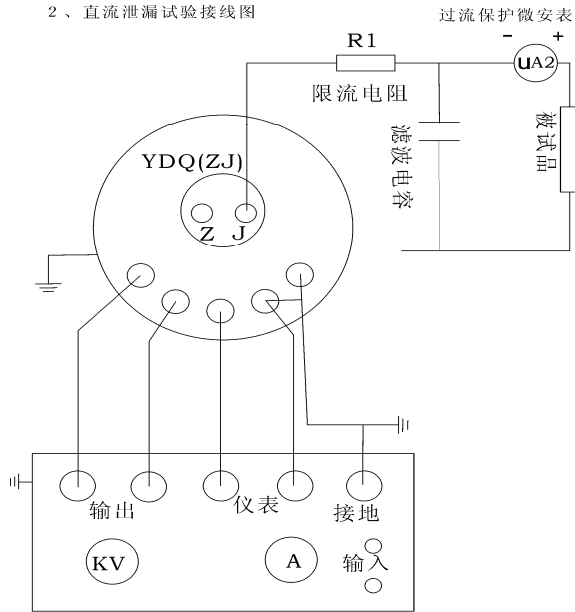 2、直流泄漏试验接线图
过流保护微安表
R1
- +
uA2
限流电阻
滤波电容
被试品
YDQ(ZJ)
Z J
输出
仪表
接地
KV
A
输入